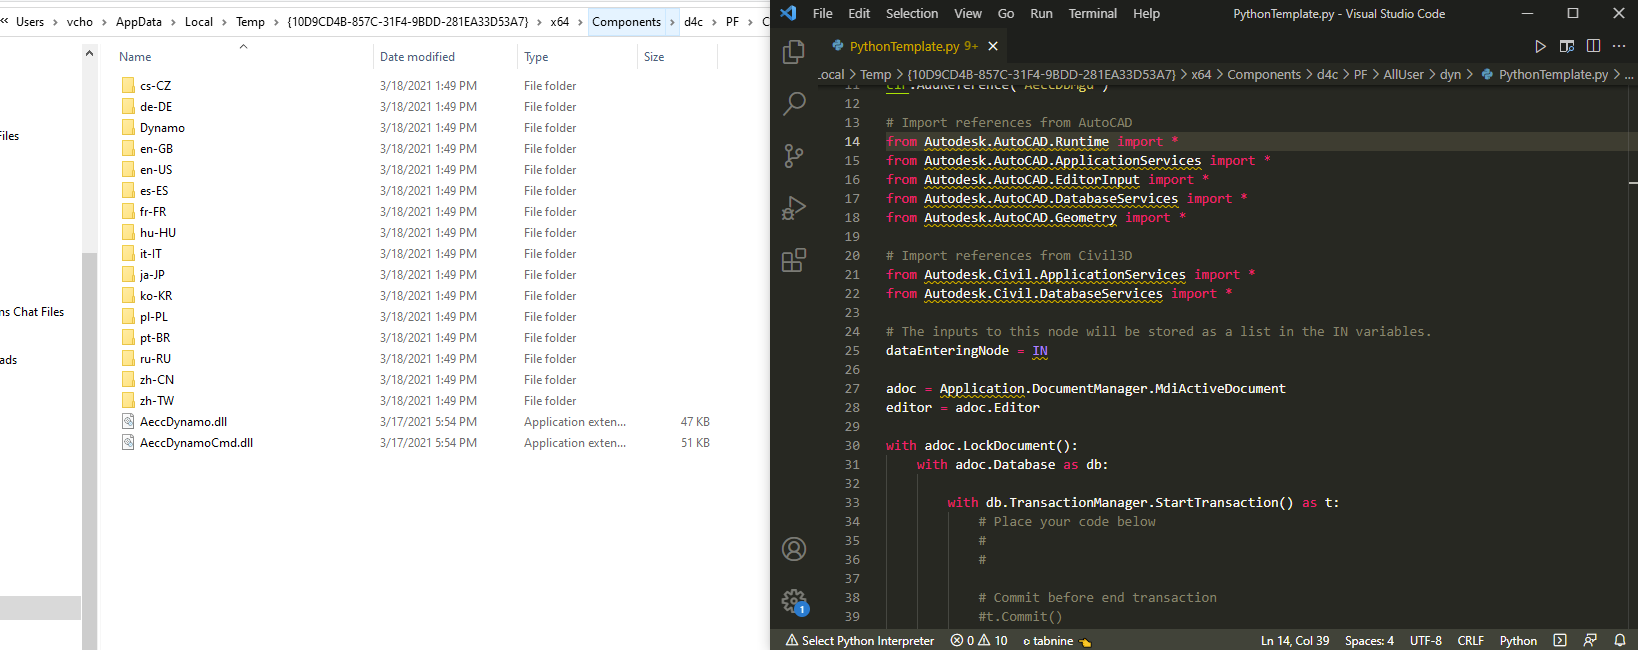 « Users > vcho > AppData > Local > Temp > {10D9CD4B-857C-31F4-9BDD-281EA33D53A7} > x64 > Components > d4c > PF > C
Name Date modified Type Size
cs-CZ 3/18/2021 1:49 PM File folder
de-DE 3/18/2021 1:49 PM File folder
Dynamo 3/18/2021 1:49 PM File folder
en-GB 3/18/2021 1:49 PM File folder
en-US 3/18/2021 1:49 PM File folder
es-ES 3/18/2021 1:49 PM File folder
fr-FR 3/18/2021 1:49 PM File folder
hu-HU 3/18/2021 1:49 PM File folder
it-IT 3/18/2021 1:49 PM File folder
ja-JP 3/18/2021 1:49 PM File folder
ko-KR 3/18/2021 1:49 PM File folder
pl-PL 3/18/2021 1:49 PM File folder
pt-BR 3/18/2021 1:49 PM File folder
ru-RU 3/18/2021 1:49 PM File folder
zh-CN 3/18/2021 1:49 PM File folder
zh-TW 3/18/2021 1:49 PM File folder
AeccDynamo.dll 3/17/2021 5:54 PM Application exten... 47 KB
AeccDynamoCmd.dll 3/17/2021 5:54 PM Application exten... 51 KB
iles
ns Chat Files
ads
File Edit Selection View Go Run Terminal Help PythonTemplate.py - Visual Studio Code
PythonTemplate.py 9+
.ocal > Temp > {10D9CD4B-857C-31F4-9BDD-281EA33D53A7} > x64 > Components > d4c > PF > AllUser > dyn > PythonTemplate.py > ...
11 clr.AddReference('AeccDbMgd')
12
13 # Import references from AutoCAD
14 from Autodesk.AutoCAD.Runtime import *
15 from Autodesk.AutoCAD.ApplicationServices import *
16 from Autodesk.AutoCAD.EditorInput import *
17 from Autodesk.AutoCAD.DatabaseServices import *
18 from Autodesk.AutoCAD.Geometry import *
19
20 # Import references from Civil3D
21 from Autodesk.Civil.ApplicationServices import *
22 from Autodesk.Civil.DatabaseServices import *
23
24 # The inputs to this node will be stored as a list in the IN variables.
25 dataEnteringNode = IN
26
27 adoc = Application.DocumentManager.MdiActiveDocument
28 editor = adoc.Editor
29
30 with adoc.LockDocument():
31 with adoc.Database as db:
32
33 with db.TransactionManager.StartTransaction() as t:
34 # Place your code below
35 #
36 #
37
38 # Commit before end transaction
39 #t.Commit()
1
Select Python Interpreter 0 10 tabnine Ln 14, Col 39 Spaces: 4 UTF-8 CRLF Python